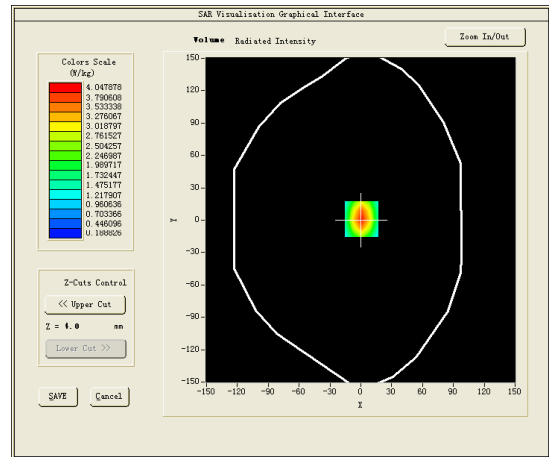 SAR Visualisation Graphical Interface
Volume Radiated Intensity
Zoom In/Out
Colors Scale
(W/kg)
4.047878
3.790608
3.533338
3.276067
3.018797
2.761527
2.504257
2.246987
1.989717
1.732447
1.475177
1.217907
0.960636
0.703366
0.446096
0.188826
Z-Cuts Control
<< Upper Cut
Z = 4.0 mm
Lower Cut >>
SAVE Cancel
150
120
90
60
30
0
-30
-60
-90
-120
-150
Y
-150 -120 -90 -60 -30 0 30 60 90 120 150
X